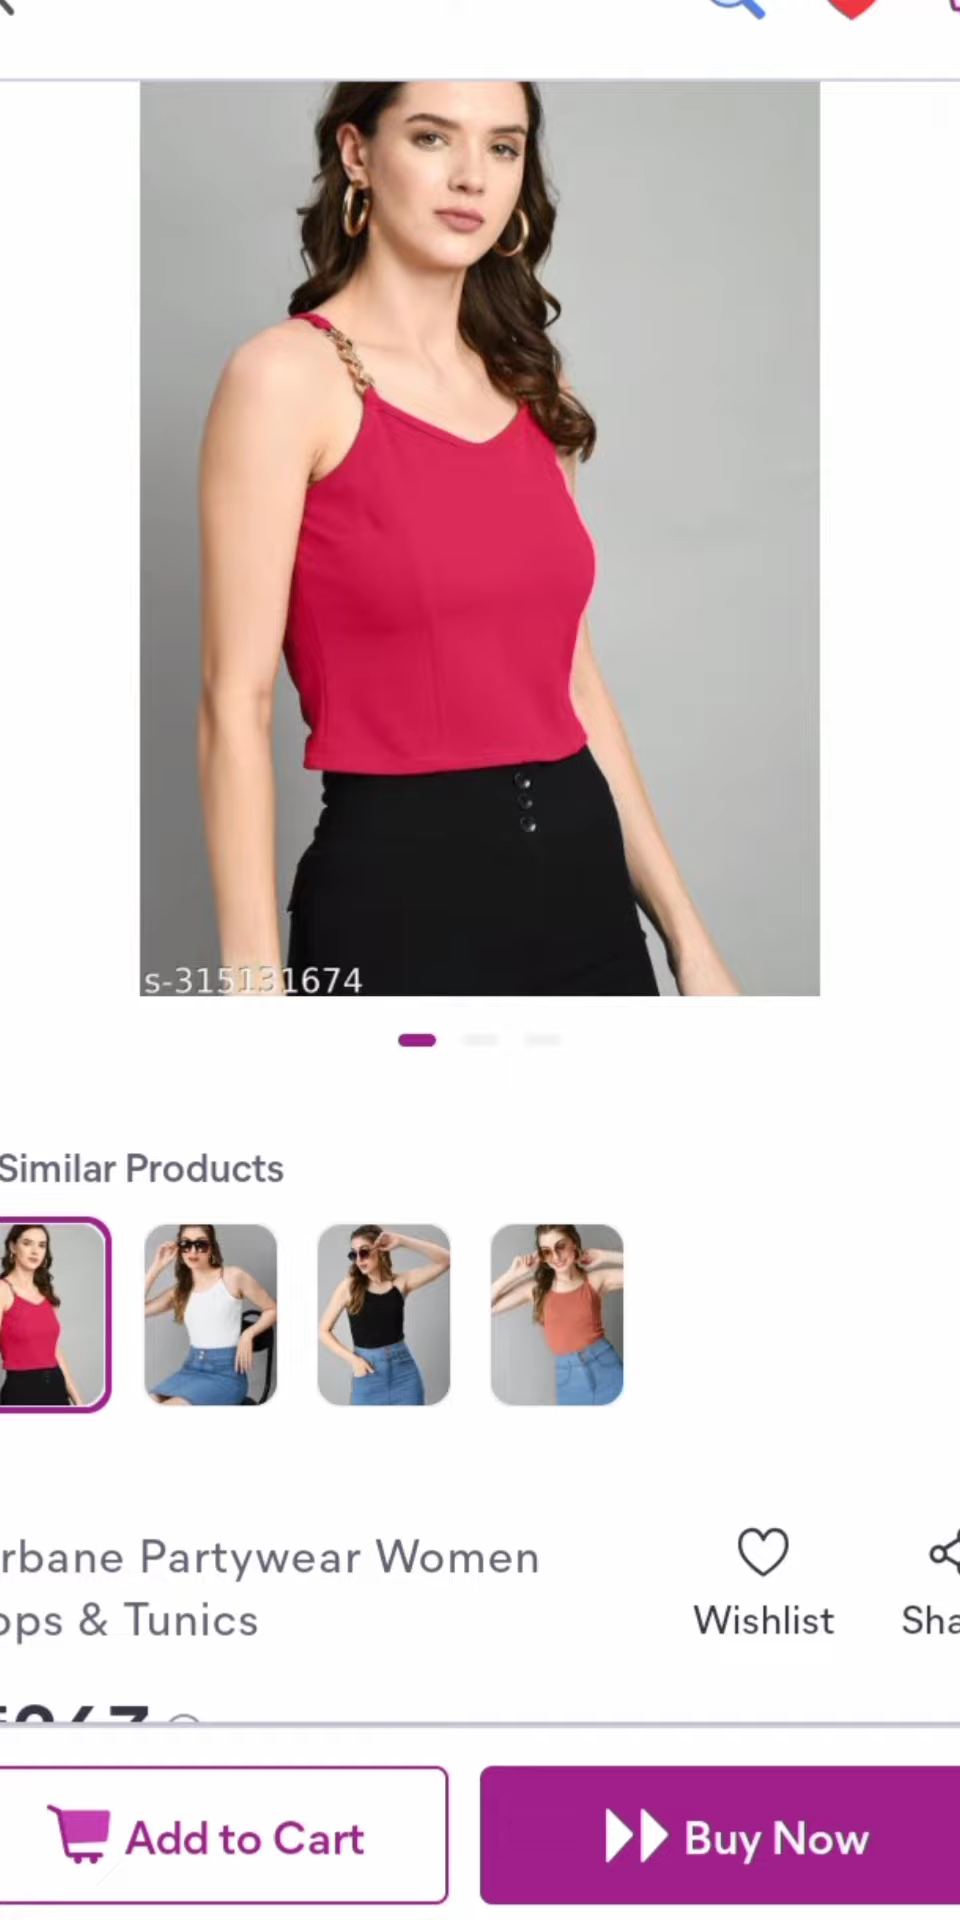 s-315131674
Similar Products
rbane Partywear Women
ops & Tunics
Wishlist
Sha
Add to Cart
Buy Now